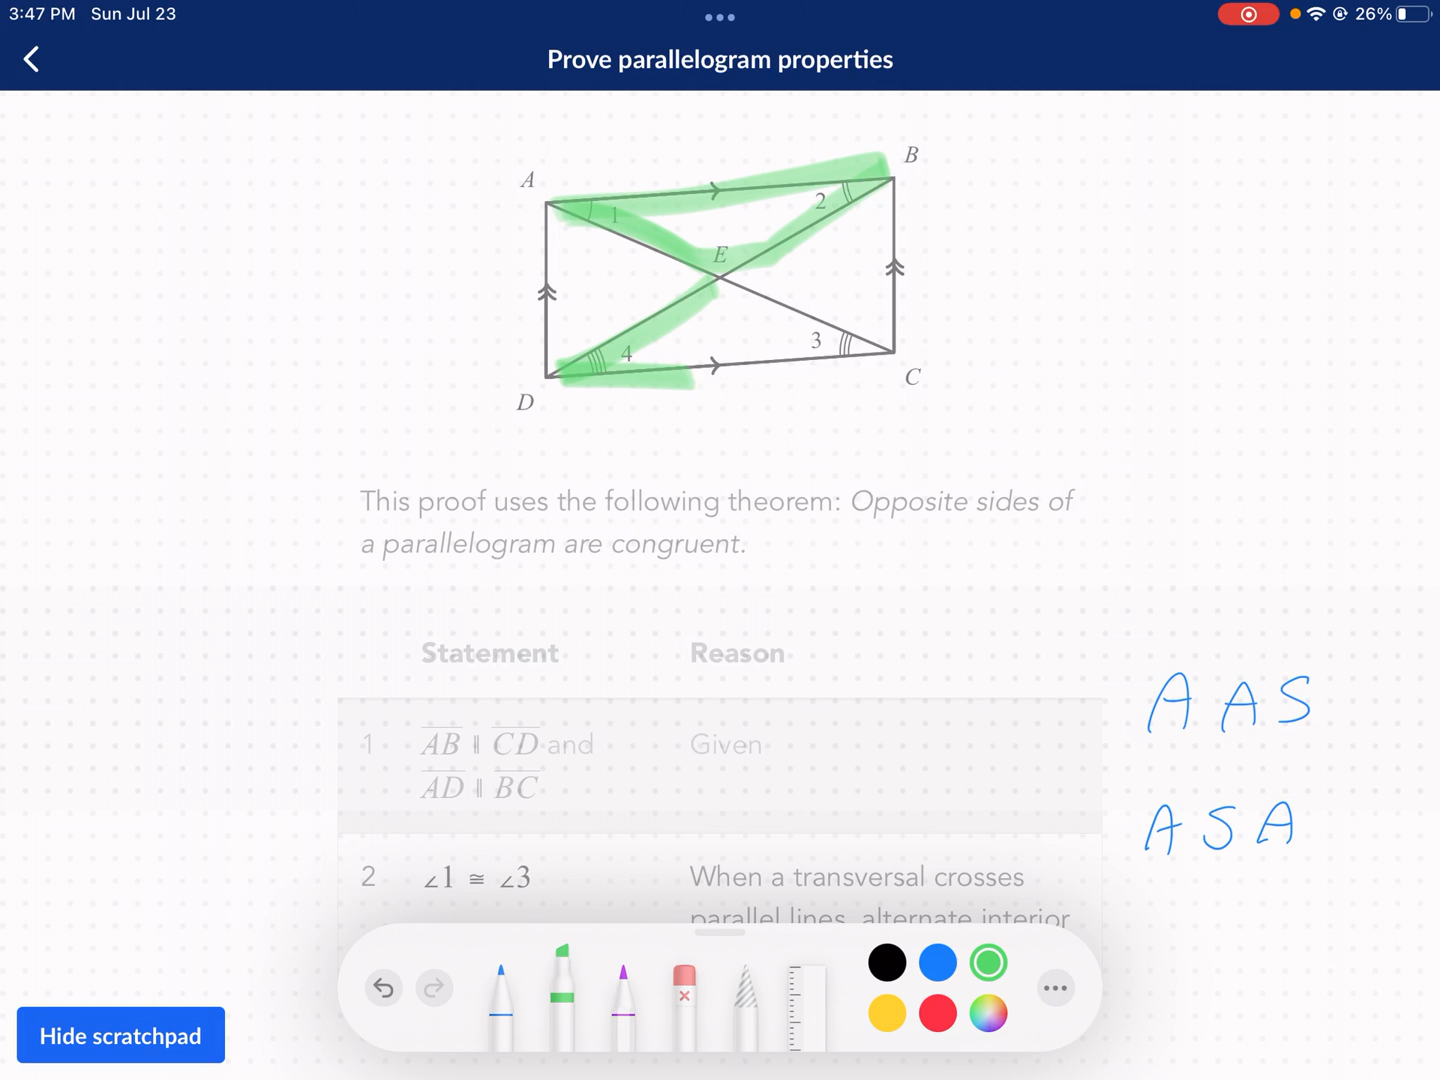 3:47 PM Sun Jul 23 26%
Prove parallelogram properties
B
A
1
2
E
4
3
C
D
This proof uses the following theorem: Opposite sides of
a parallelogram are congruent.
Statement Reason
1 AB ∥ CD and Given
AD ∥ BC
2 ∠1 ≅ ∠3 When a transversal crosses
parallel lines, alternate interior
AAS
ASA
Hide scratchpad